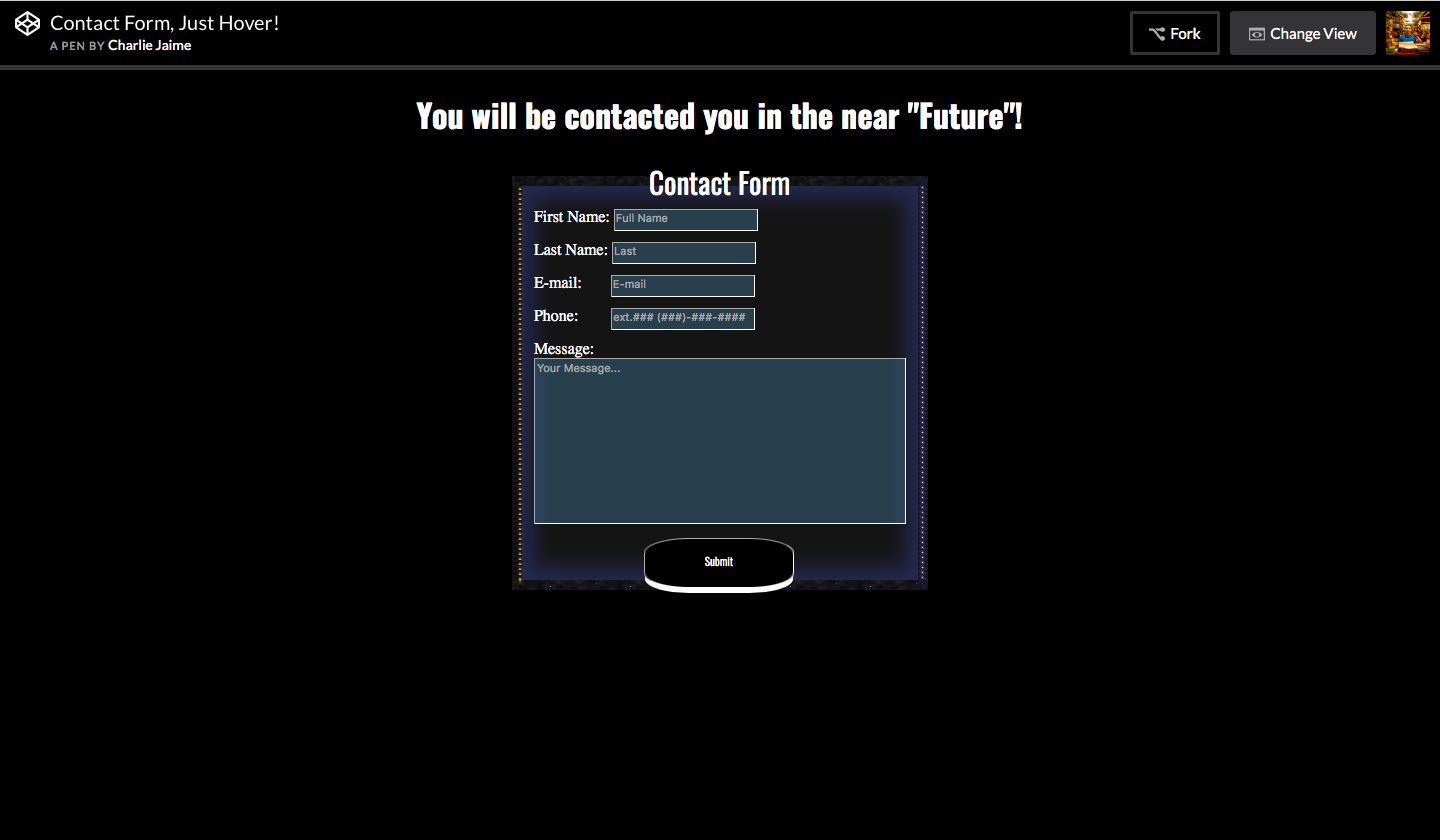 Contact Form, Just Hover!
A PEN BY Charlie Jaime
Fork
Change View
You will be contacted you in the near "Future"!
Contact Form
First Name: Full Name
Last Name: Last
E-mail: E-mail
Phone: ext.### (###)-###-####
Message:
Your Message...
Submit